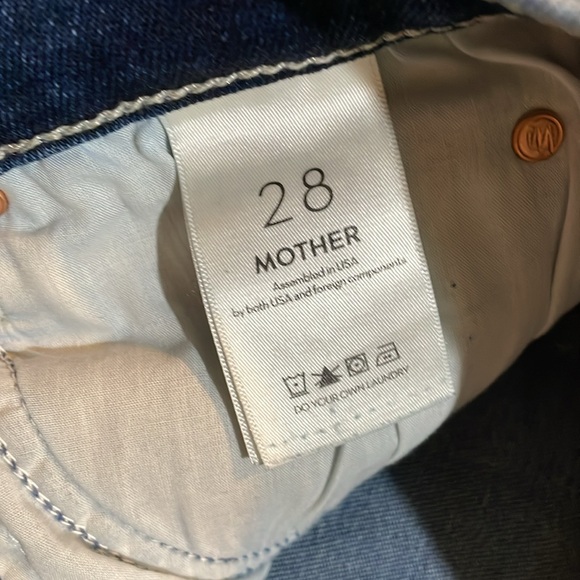 28
MOTHER
Assembled in USA
by both USA and foreign components
DO YOUR OWN LAUNDRY
M